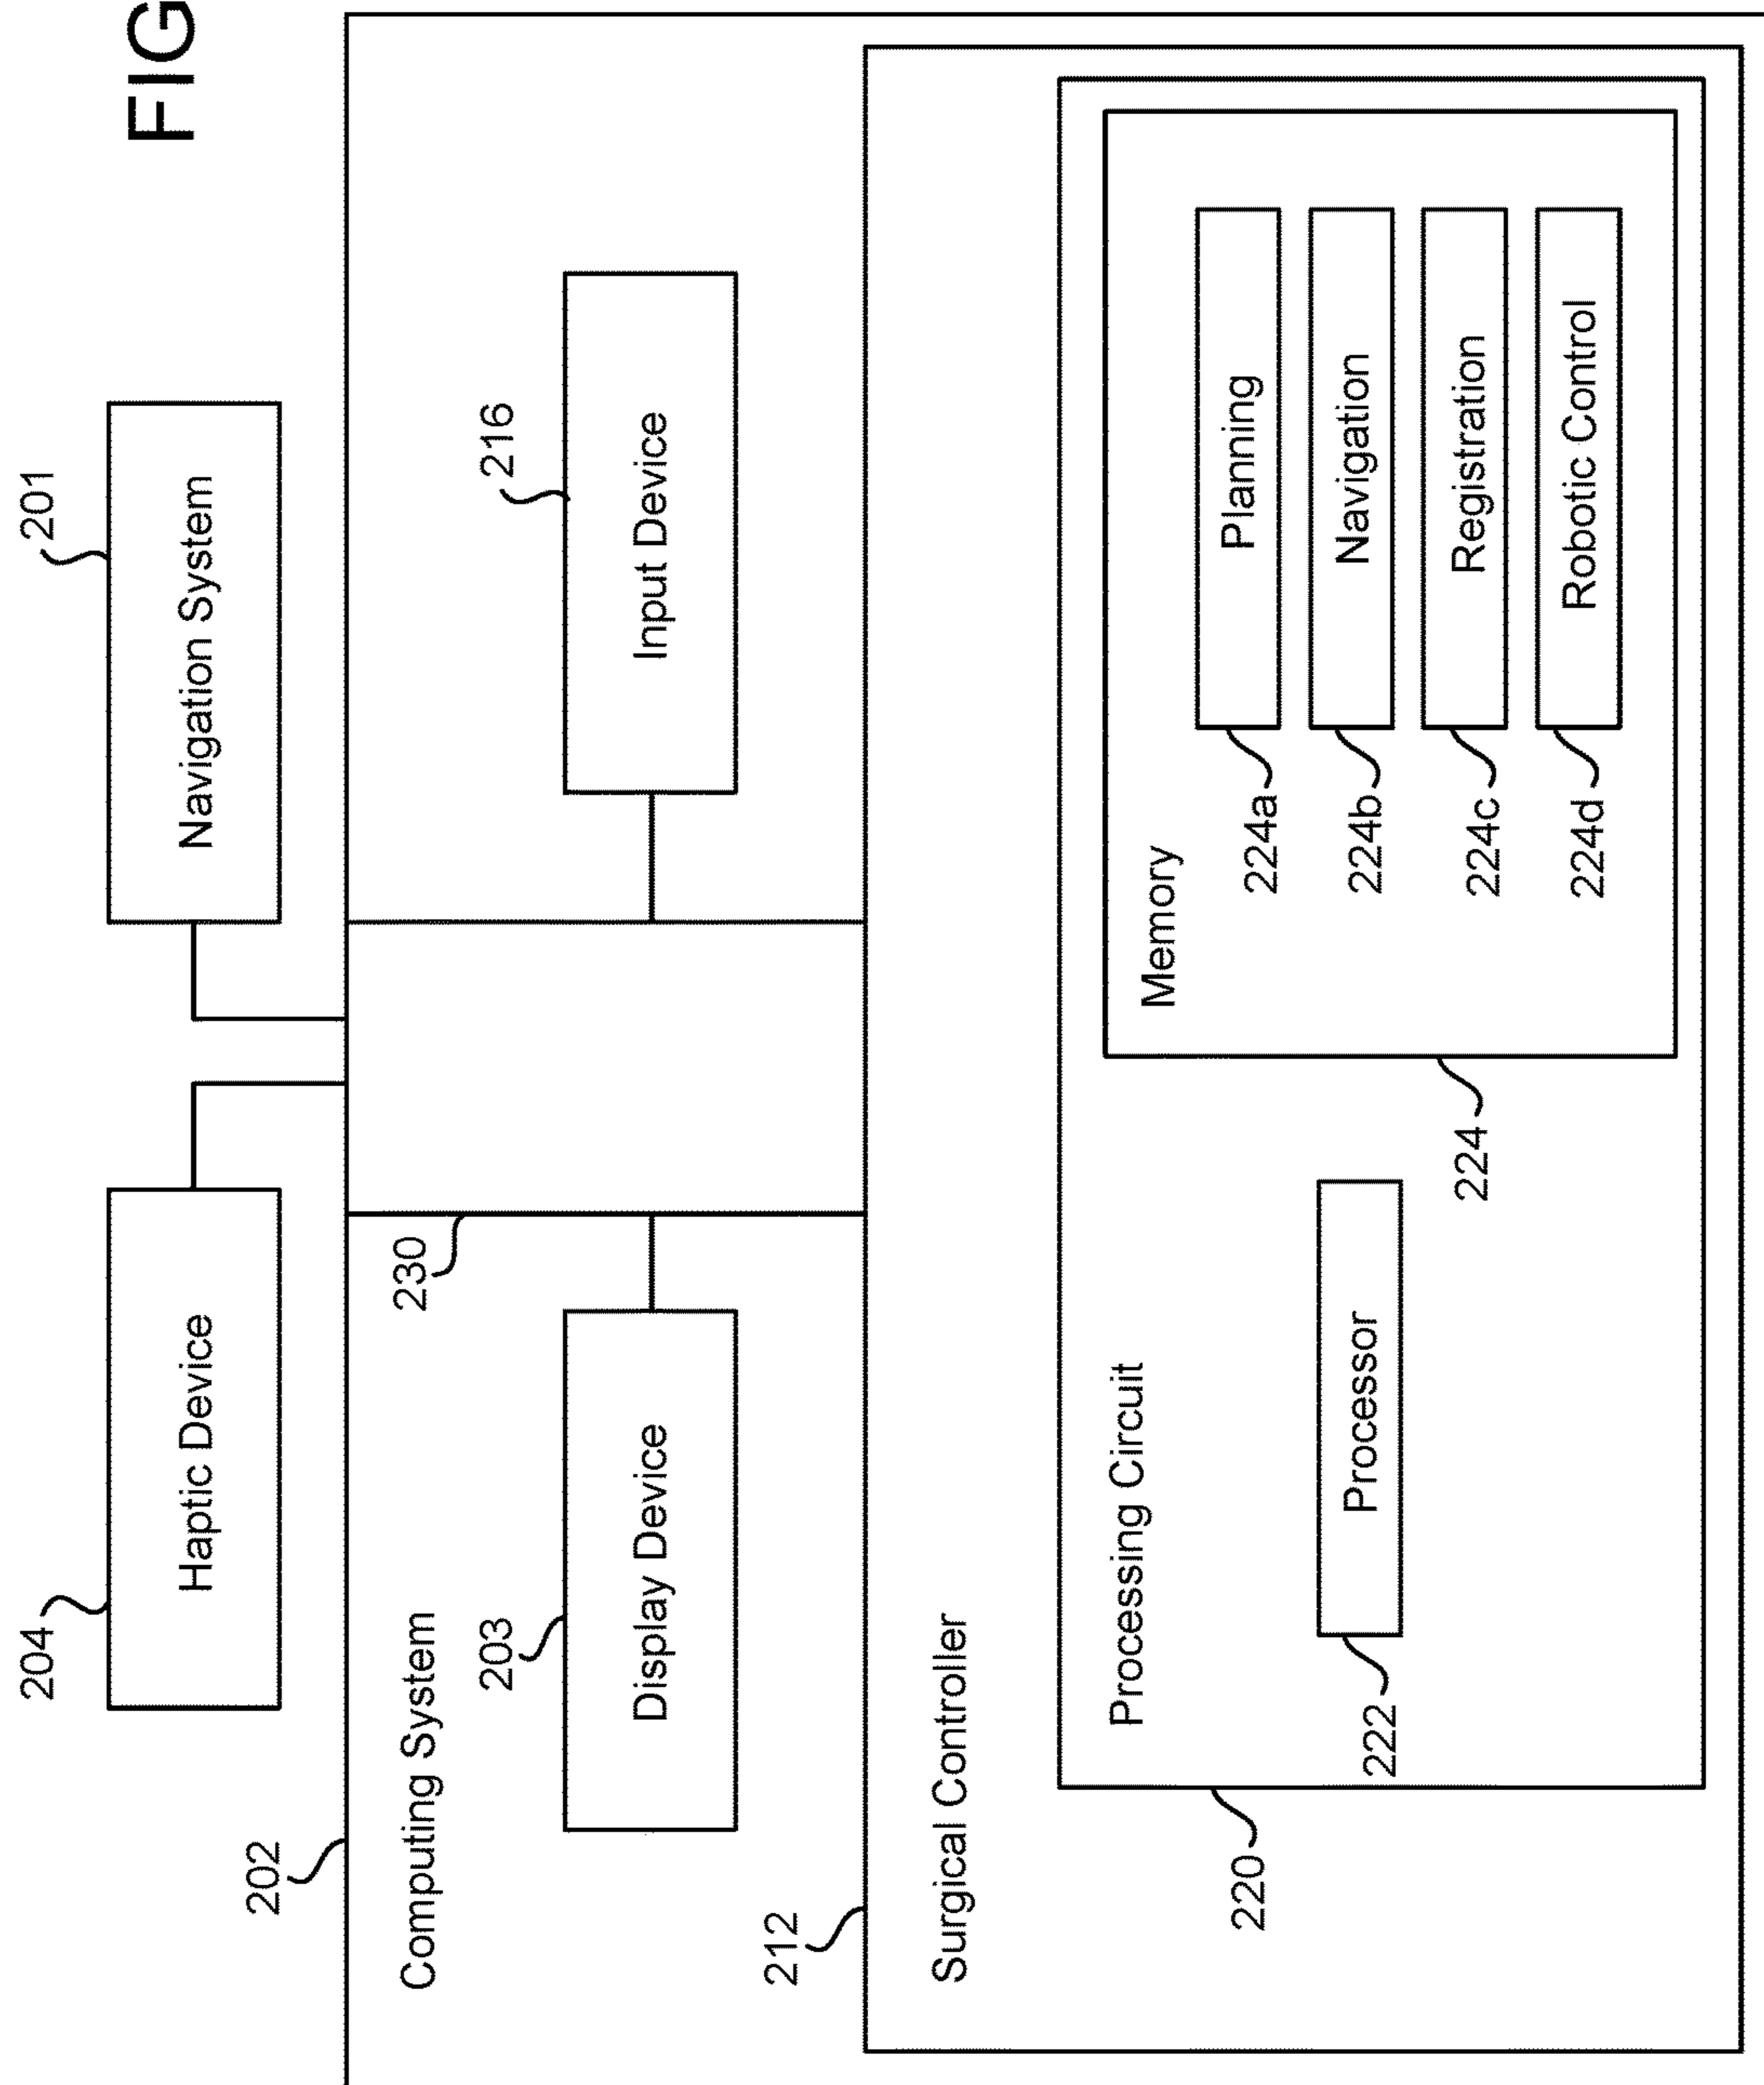 204
201
FIG
Haptic Device
Navigation System
202
Computing System
230
203
216
Display Device
Input Device
212
Surgical Controller
Processing Circuit
Memory
220
224a
Planning
Processor
224b
Navigation
222
224
224c
Registration
224d
Robotic Control